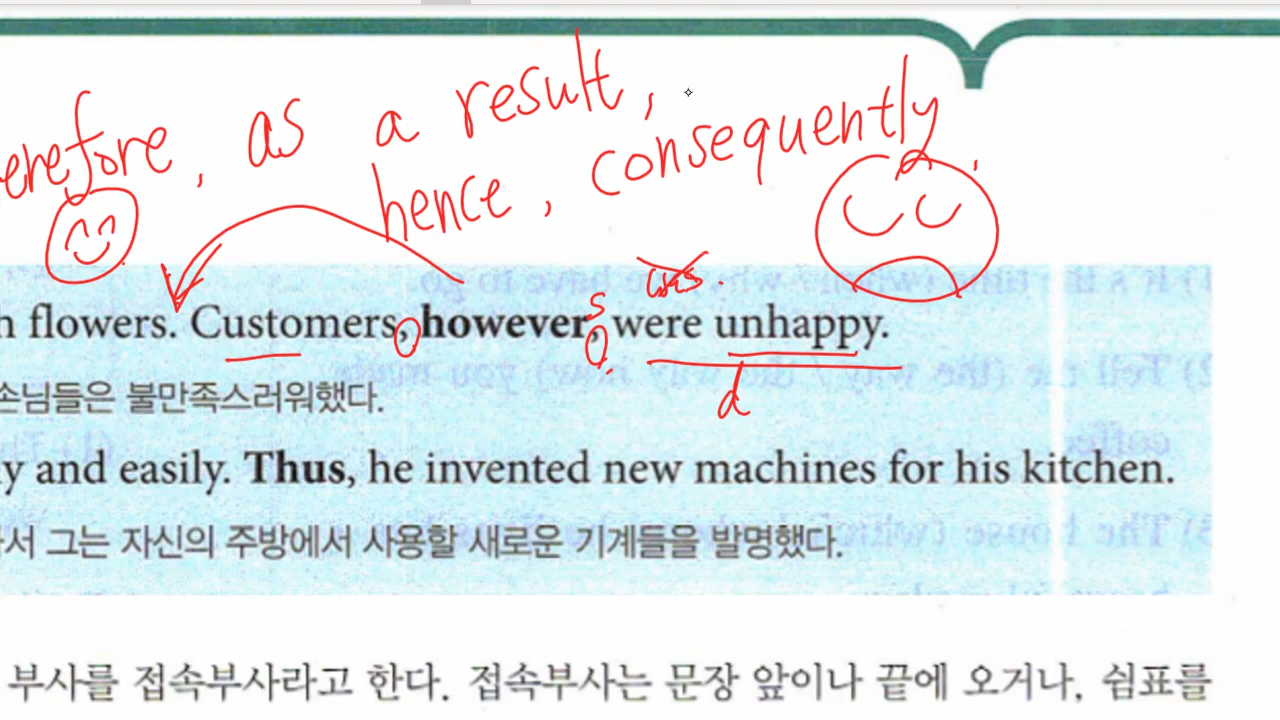 erefore, as a result,
hence, consequently
flowers. Customers, however, were unhappy.
손님들은 불만족스러워했다.
y and easily. Thus, he invented new machines for his kitchen.
서 그는 자신의 주방에서 사용할 새로운 기계들을 발명했다.
부사를 접속부사라고 한다. 접속부사는 문장 앞이나 끝에 오거나, 쉼표를